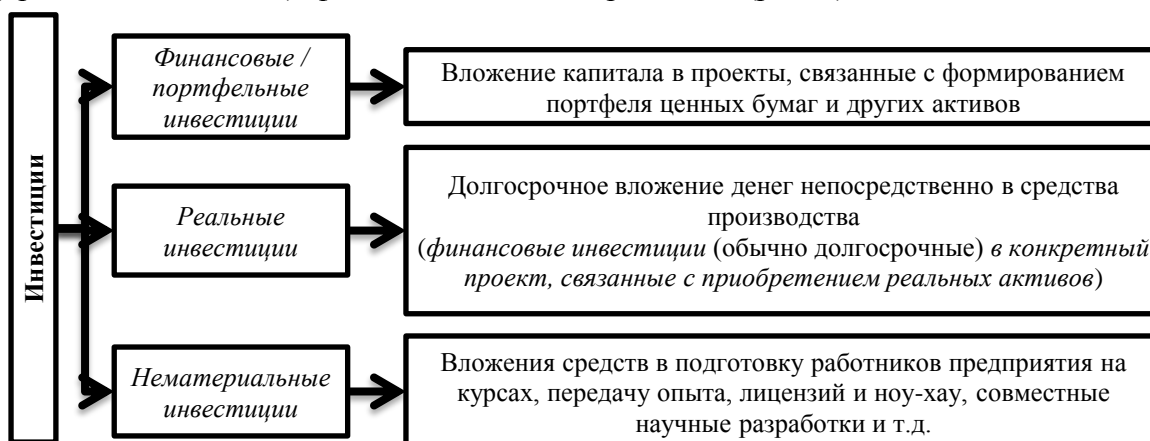 Инвестиции
Финансовые /
портфельные
инвестиции
Вложение капитала в проекты, связанные с формированием
портфеля ценных бумаг и других активов
Реальные
инвестиции
Долгосрочное вложение денег непосредственно в средства
производства
(финансовые инвестиции (обычно долгосрочные) в конкретный
проект, связанные с приобретением реальных активов)
Нематериальные
инвестиции
Вложения средств в подготовку работников предприятия на
курсах, передачу опыта, лицензий и ноу-хау, совместные
научные разработки и т.д.